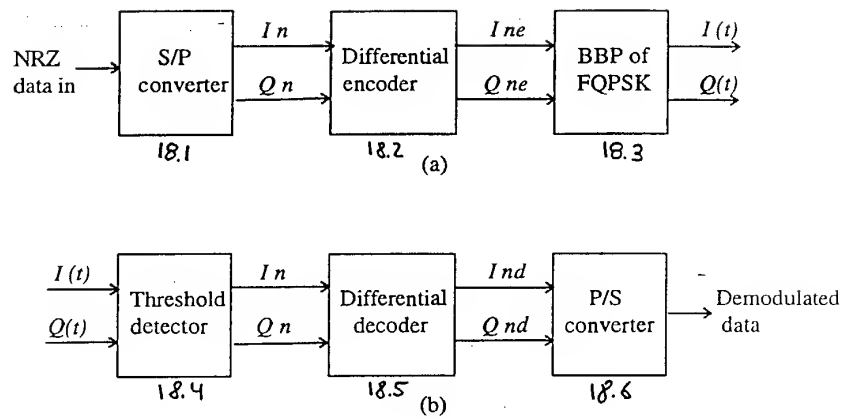 NRZ
data in
S/P
converter
I n
Q n
Differential
encoder
I ne
Q ne
BBP of
FQPSK
I (t)
Q(t)
18.1
18.2
18.3
(a)
I (t)
Q(t)
Threshold
detector
I n
Q n
Differential
decoder
I nd
Q nd
P/S
converter
Demodulated
data
18.4
18.5
18.6
(b)